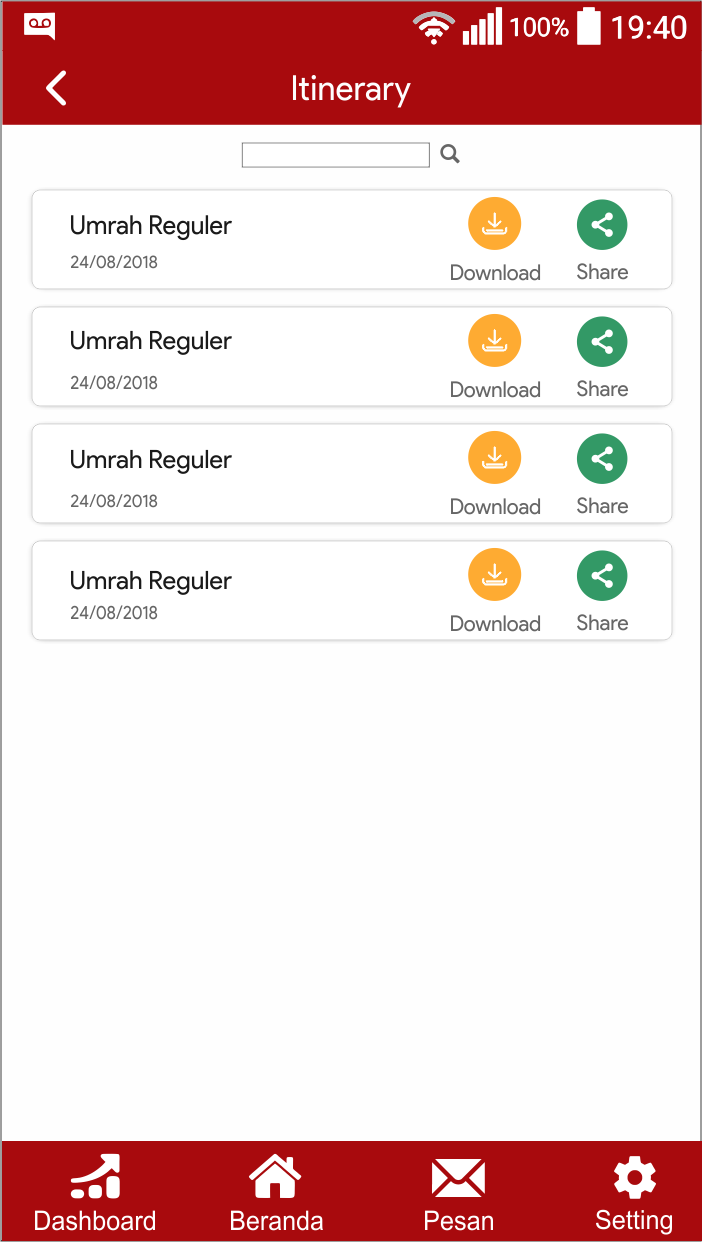 100% 19:40
Itinerary
Umrah Reguler
24/08/2018
Download Share
Umrah Reguler
24/08/2018
Download Share
Umrah Reguler
24/08/2018
Download Share
Umrah Reguler
24/08/2018
Download Share
Dashboard Beranda Pesan Setting